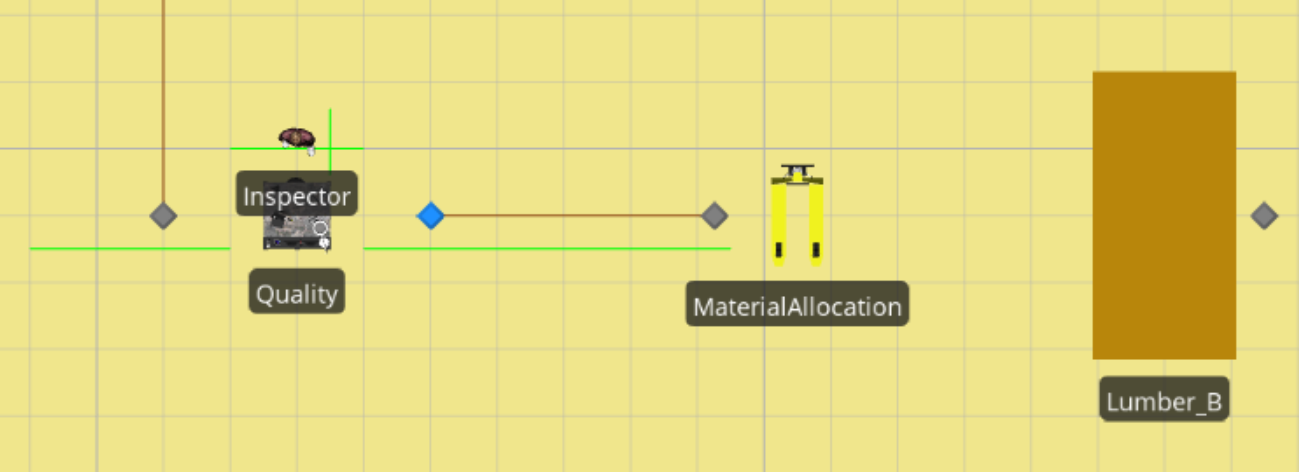 Inspector
Quality
MaterialAllocation
Lumber_B